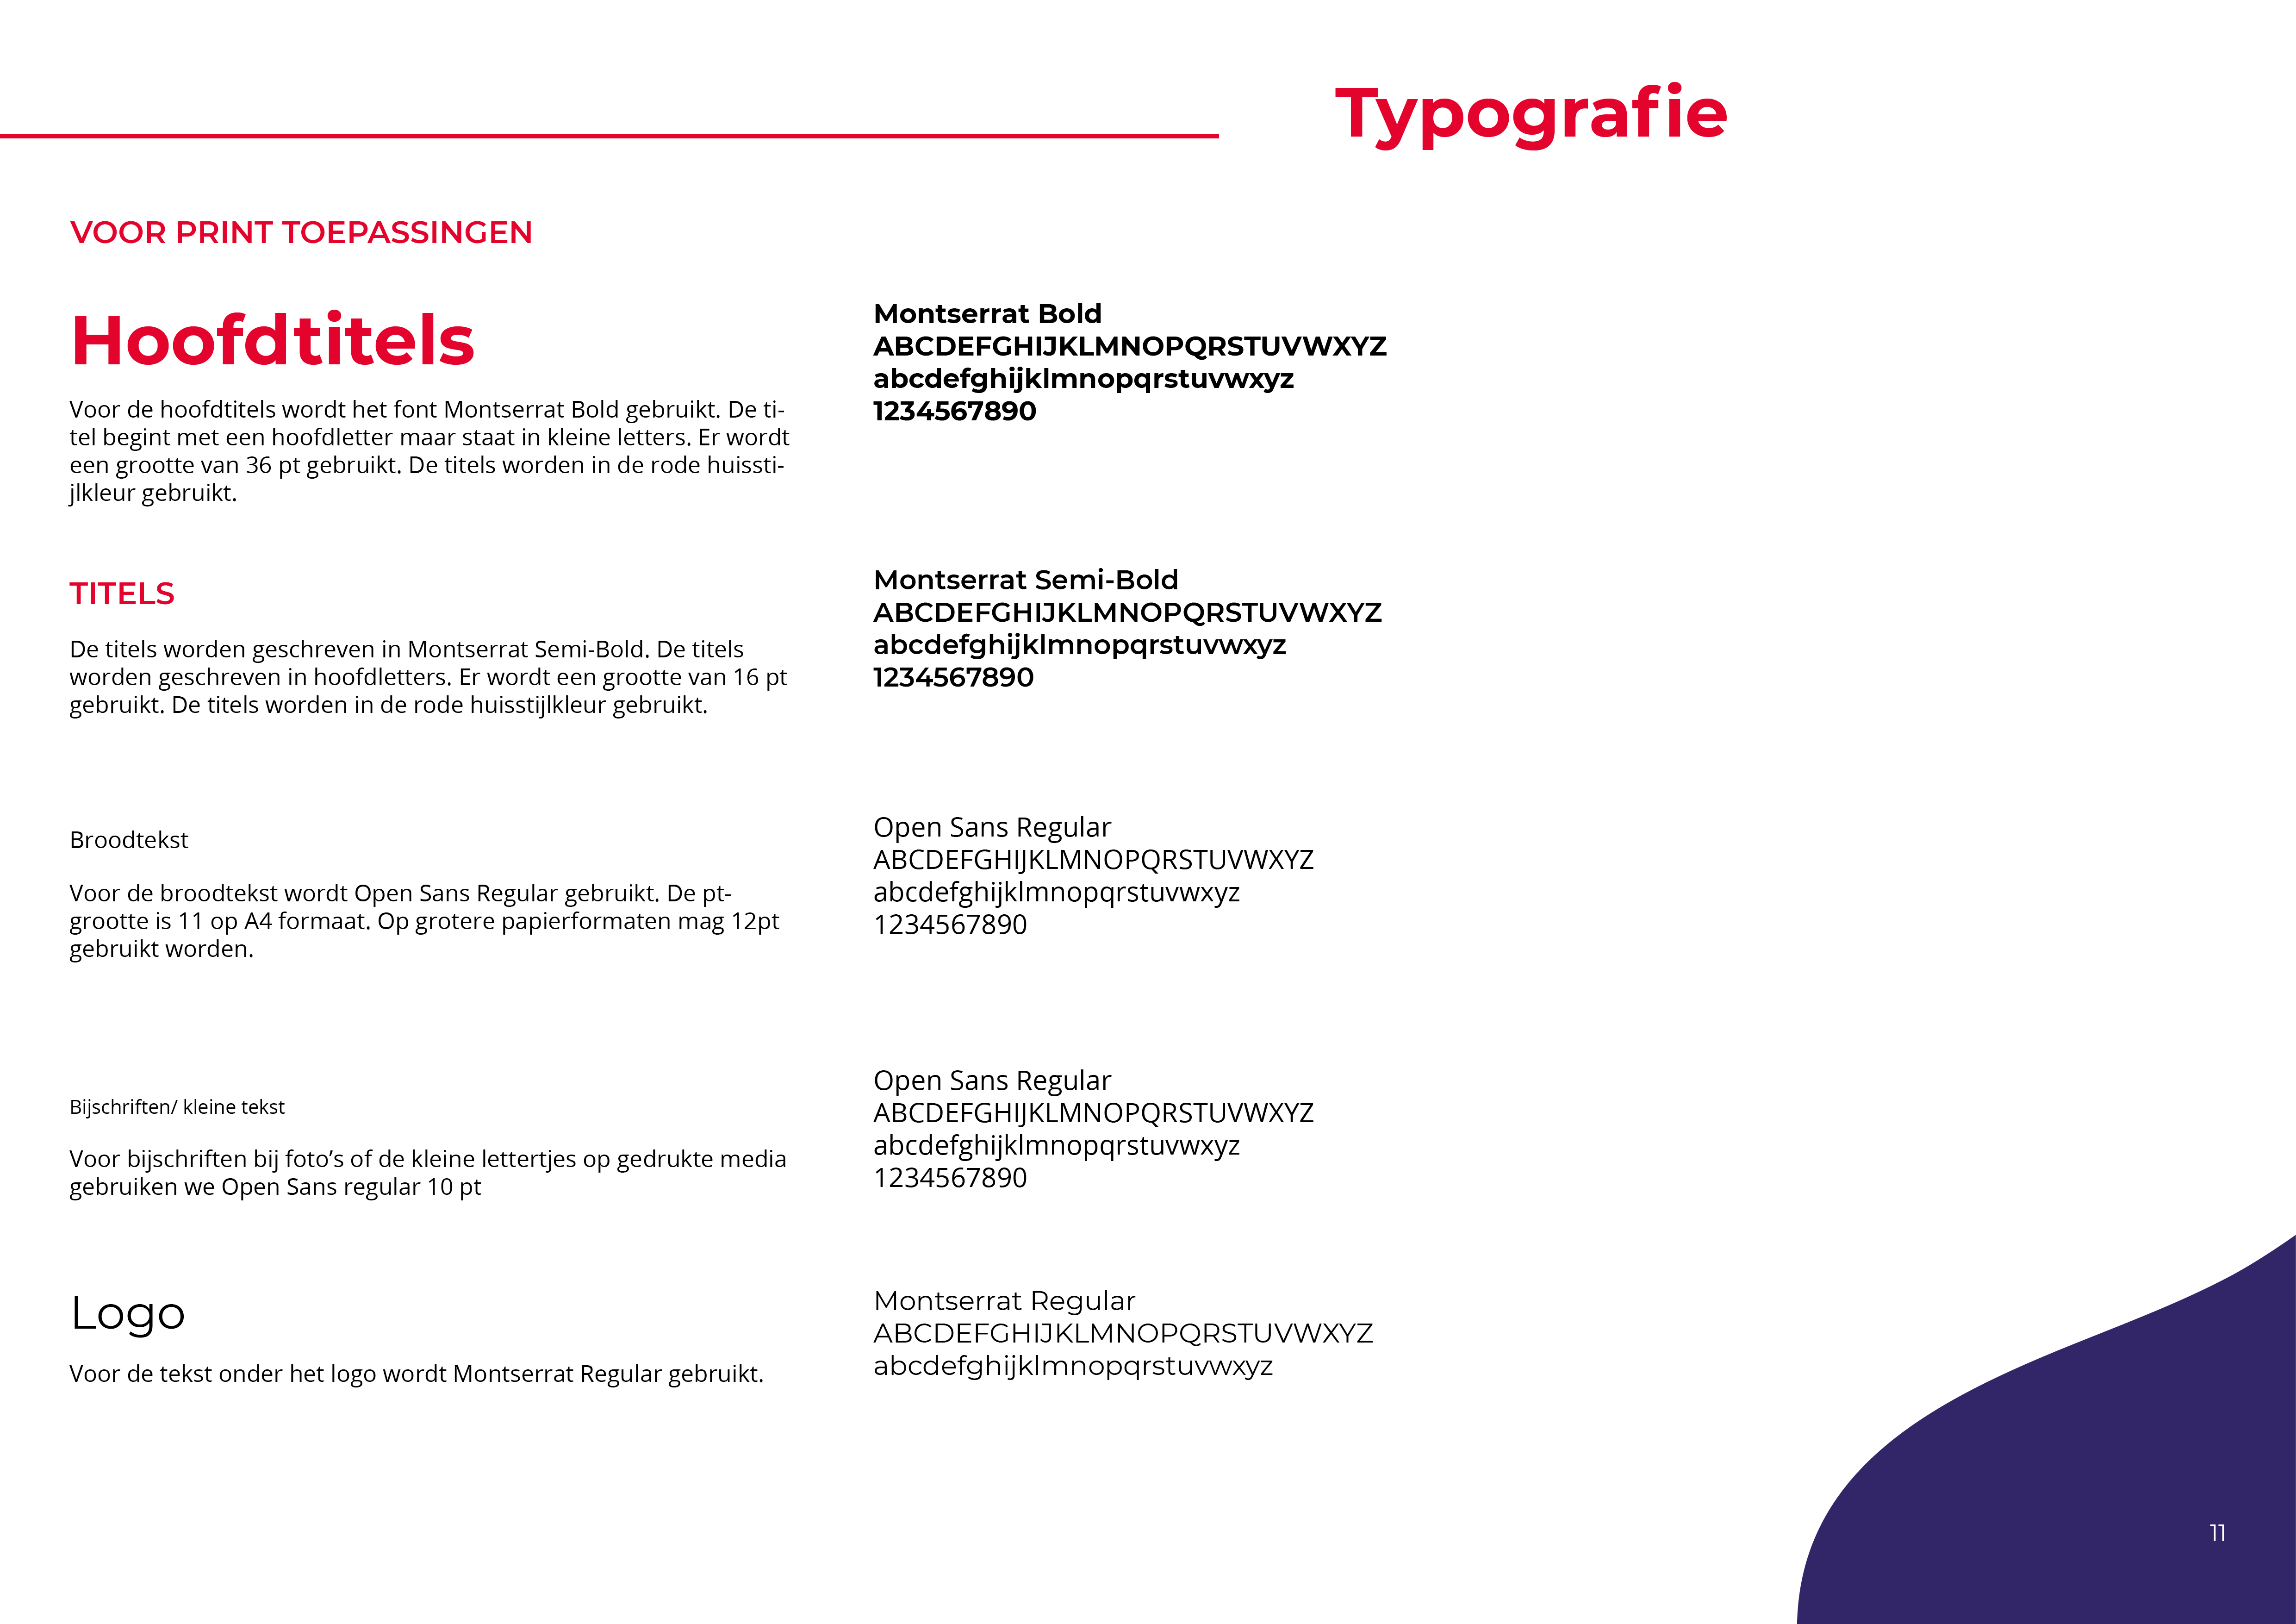 Typografie
VOOR PRINT TOEPASSINGEN
Hoofdtitels
Voor de hoofdtitels wordt het font Montserrat Bold gebruikt. De ti-
tel begint met een hoofdletter maar staat in kleine letters. Er wordt
een grootte van 36 pt gebruikt. De titels worden in de rode huissti-
jlkleur gebruikt.
Montserrat Bold
ABCDEFGHIJKLMNOPQRSTUVWXYZ
abcdefghijklmnopqrstuvwxyz
1234567890
TITELS
De titels worden geschreven in Montserrat Semi-Bold. De titels
worden geschreven in hoofdletters. Er wordt een grootte van 16 pt
gebruikt. De titels worden in de rode huisstijlkleur gebruikt.
Montserrat Semi-Bold
ABCDEFGHIJKLMNOPQRSTUVWXYZ
abcdefghijklmnopqrstuvwxyz
1234567890
Broodtekst
Voor de broodtekst wordt Open Sans Regular gebruikt. De pt-
grootte is 11 op A4 formaat. Op grotere papierformaten mag 12pt
gebruikt worden.
Open Sans Regular
ABCDEFGHIJKLMNOPQRSTUVWXYZ
abcdefghijklmnopqrstuvwxyz
1234567890
Bijschriften/ kleine tekst
Voor bijschriften bij foto’s of de kleine lettertjes op gedrukte media
gebruiken we Open Sans regular 10 pt
Open Sans Regular
ABCDEFGHIJKLMNOPQRSTUVWXYZ
abcdefghijklmnopqrstuvwxyz
1234567890
Logo
Voor de tekst onder het logo wordt Montserrat Regular gebruikt.
Montserrat Regular
ABCDEFGHIJKLMNOPQRSTUVWXYZ
abcdefghijklmnopqrstuvwxyz
11